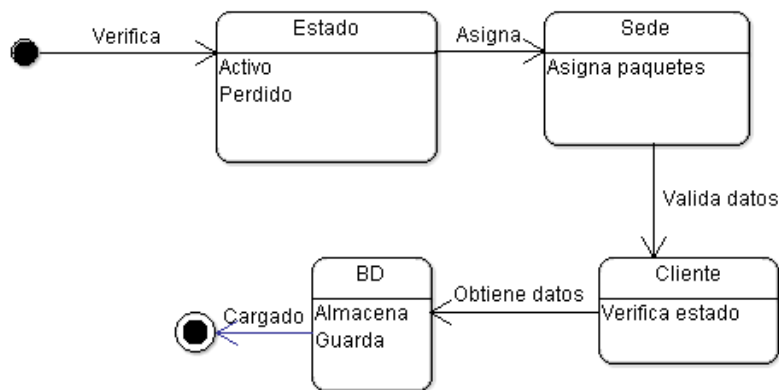 Verifica
Estado
Activo
Perdido
Asigna
Sede
Asigna paquetes
Valida datos
Cliente
Verifica estado
Obtiene datos
BD
Almacena
Guarda
Cargado